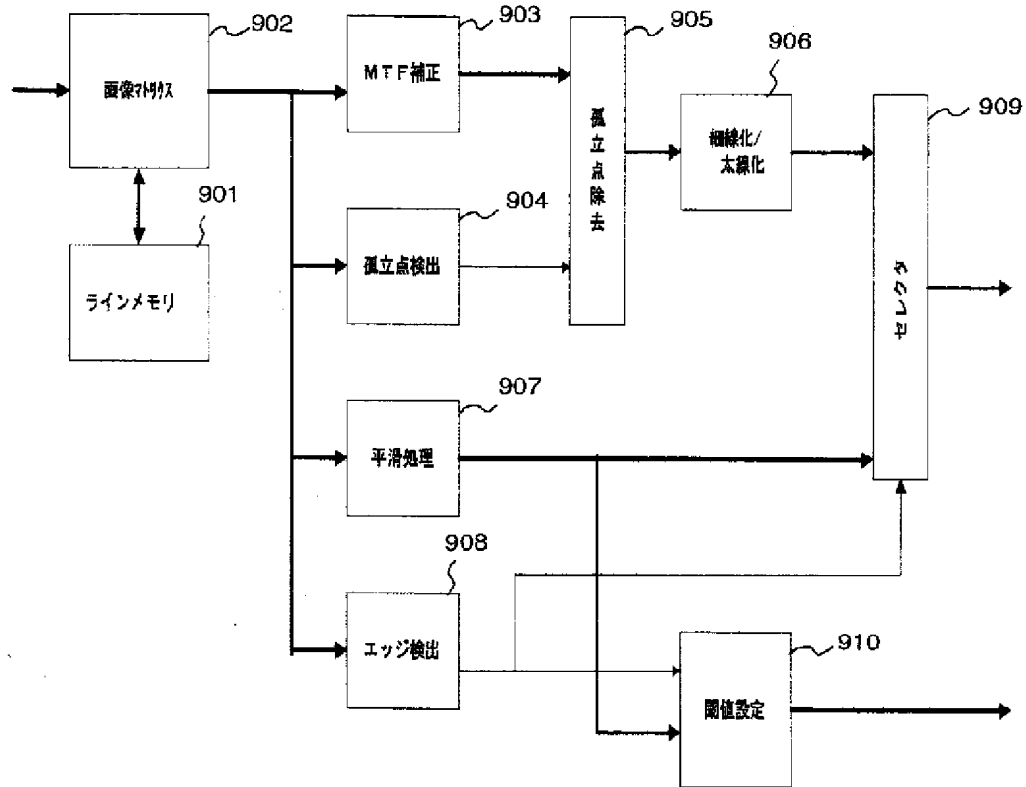 902
画像マトリクス
901
ラインメモリ
903
MTF補正
904
孤立点検出
905
孤立点除去
906
細線化/
太線化
909
セレクタ
907
平滑処理
908
エッジ検出
910
閾値設定